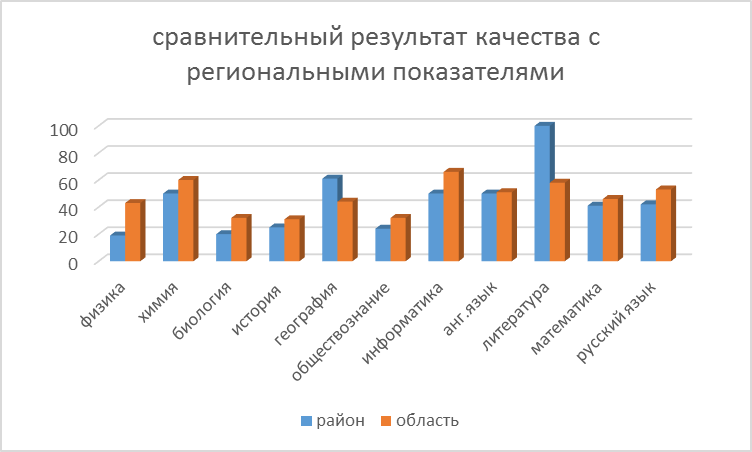 сравнительный результат качества с
региональными показателями
100
80
60
40
20
0
физика
химия
биология
история
география
обществознание
информатика
анг.язык
литература
математика
русский язык
район
область